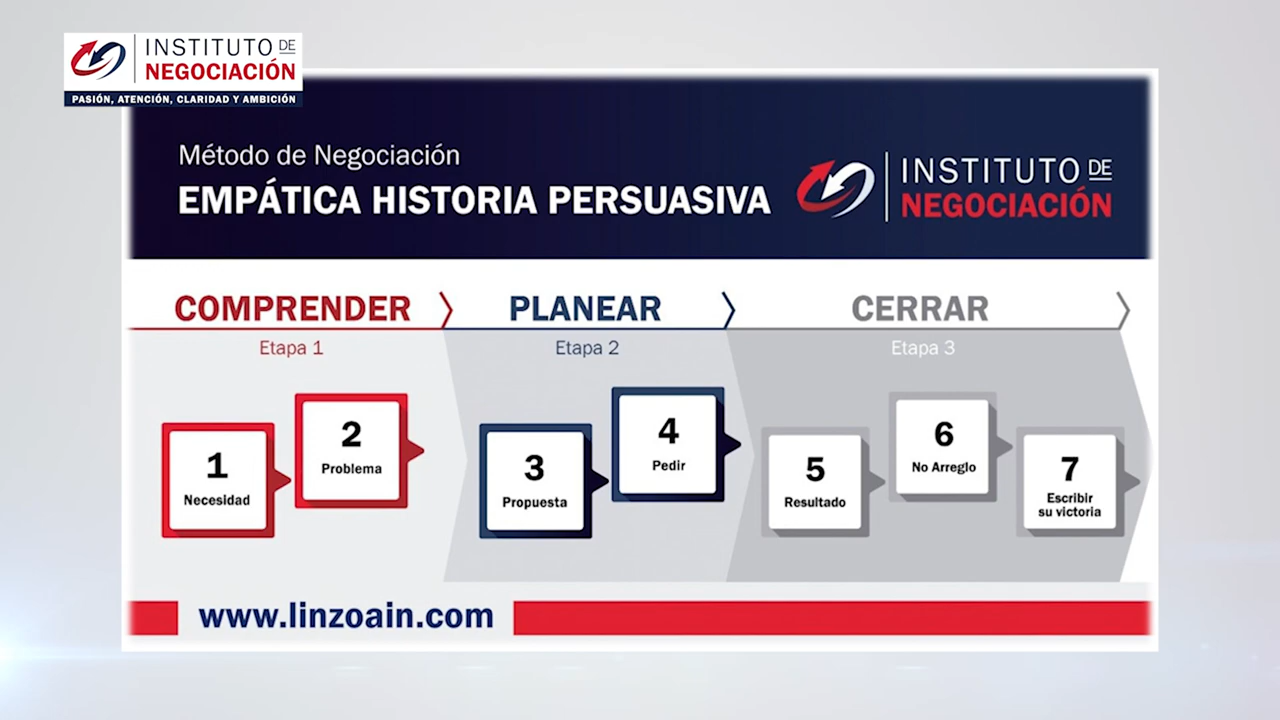 INSTITUTO DE
NEGOCIACIÓN
PASIÓN, ATENCIÓN, CLARIDAD Y AMBICIÓN
Método de Negociación
EMPÁTICA HISTORIA PERSUASIVA
INSTITUTO DE
NEGOCIACIÓN
COMPRENDER
Etapa 1
PLANEAR
Etapa 2
CERRAR
Etapa 3
1
Necesidad
2
Problema
3
Propuesta
4
Pedir
5
Resultado
6
No Arreglo
7
Escribir
su victoria
www.linzoain.com